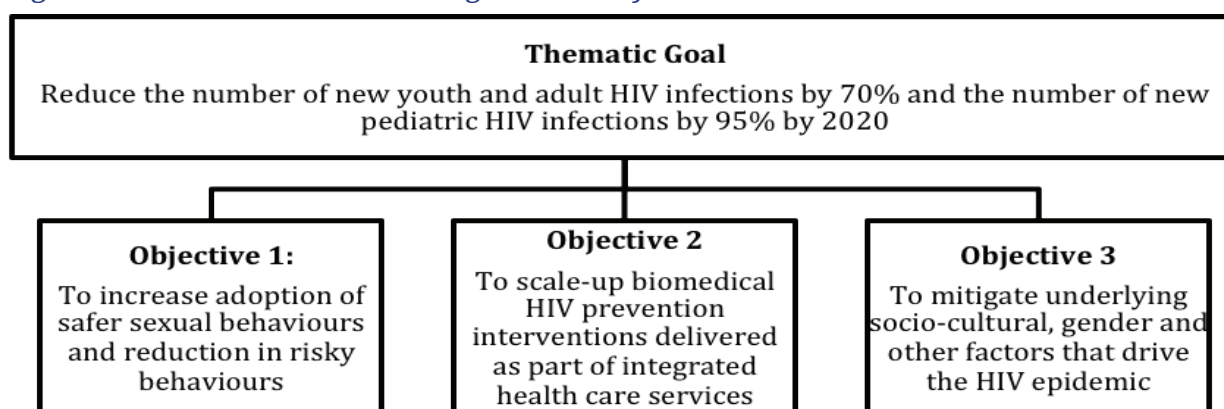 Thematic Goal
Reduce the number of new youth and adult HIV infections by 70% and the number of new
pediatric HIV infections by 95% by 2020
Objective 1:
To increase adoption of
safer sexual behaviours
and reduction in risky
behaviours
Objective 2
To scale-up biomedical
HIV prevention
interventions delivered
as part of integrated
health care services
Objective 3
To mitigate underlying
socio-cultural, gender and
other factors that drive
the HIV epidemic